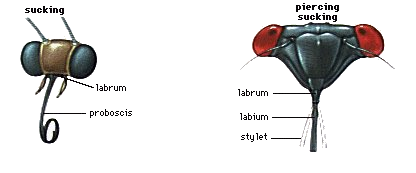 sucking
labrum
proboscis
piercing
sucking
labrum
labium
stylet